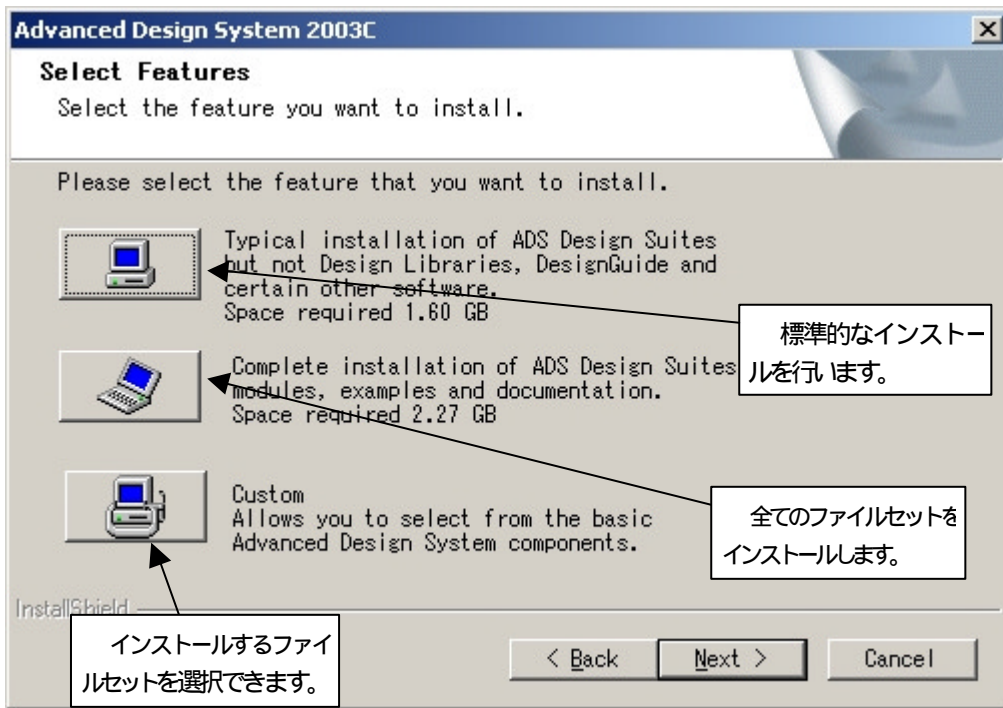 Advanced Design System 2003C
Select Features
Select the feature you want to install.
Please select the feature that you want to install.
Typical installation of ADS Design Suites
but not Design Libraries, DesignGuide and
certain other software.
Space required 1.60 GB
標準的なインストー
ルを行います。
Complete installation of ADS Design Suites
modules, examples and documentation.
Space required 2.27 GB
全てのファイルセットを
インストールします。
Custom
Allows you to select from the basic
Advanced Design System components.
InstallShield
インストールするファイ
ルセットを選択できます。
< Back
Next >
Cancel